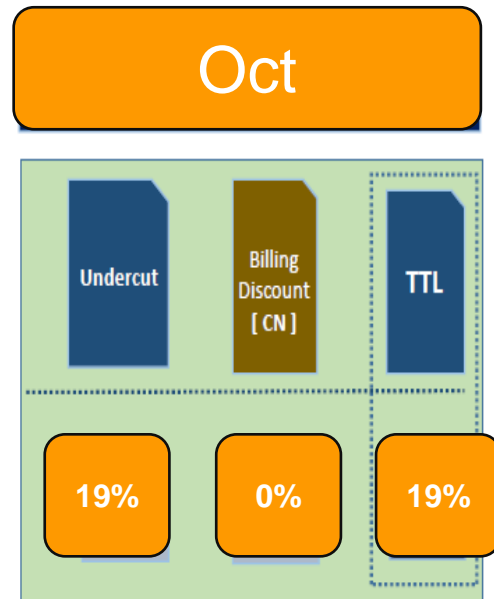 Oct
Undercut
Billing
Discount
[ CN ]
TTL
19%
0%
19%